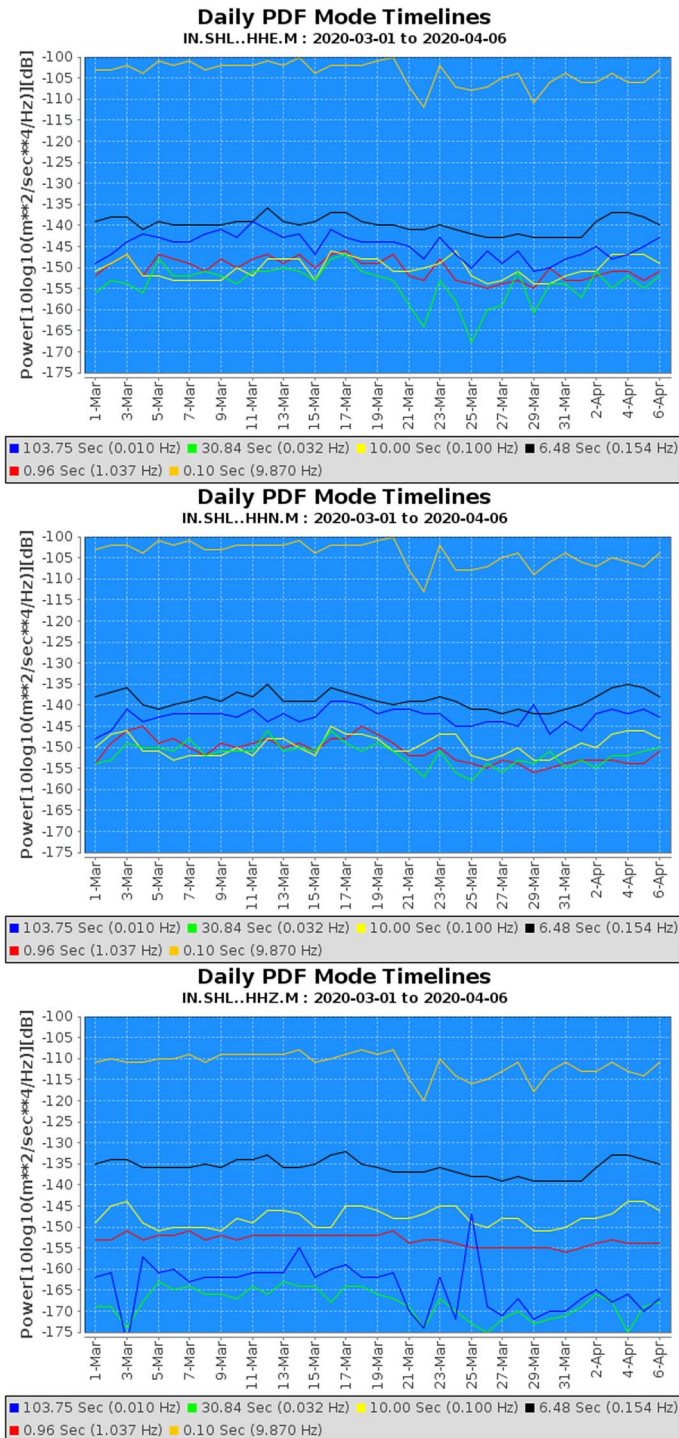 Daily PDF Mode Timelines
IN.SHL..HHE.M : 2020-03-01 to 2020-04-06
Power[10log10(m**2/sec**4/Hz)][dB]
-100
-105
-110
-115
-120
-125
-130
-135
-140
-145
-150
-155
-160
-165
-170
-175
1-Mar 3-Mar 5-Mar 7-Mar 9-Mar 11-Mar 13-Mar 15-Mar 17-Mar 19-Mar 21-Mar 23-Mar 25-Mar 27-Mar 29-Mar 31-Mar 2-Apr 4-Apr 6-Apr
103.75 Sec (0.010 Hz) 30.84 Sec (0.032 Hz) 10.00 Sec (0.100 Hz) 6.48 Sec (0.154 Hz)
0.96 Sec (1.037 Hz) 0.10 Sec (9.870 Hz)
Daily PDF Mode Timelines
IN.SHL..HHN.M : 2020-03-01 to 2020-04-06
Power[10log10(m**2/sec**4/Hz)][dB]
-100
-105
-110
-115
-120
-125
-130
-135
-140
-145
-150
-155
-160
-165
-170
-175
1-Mar 3-Mar 5-Mar 7-Mar 9-Mar 11-Mar 13-Mar 15-Mar 17-Mar 19-Mar 21-Mar 23-Mar 25-Mar 27-Mar 29-Mar 31-Mar 2-Apr 4-Apr 6-Apr
103.75 Sec (0.010 Hz) 30.84 Sec (0.032 Hz) 10.00 Sec (0.100 Hz) 6.48 Sec (0.154 Hz)
0.96 Sec (1.037 Hz) 0.10 Sec (9.870 Hz)
Daily PDF Mode Timelines
IN.SHL..HHZ.M : 2020-03-01 to 2020-04-06
Power[10log10(m**2/sec**4/Hz)][dB]
-100
-105
-110
-115
-120
-125
-130
-135
-140
-145
-150
-155
-160
-165
-170
-175
1-Mar 3-Mar 5-Mar 7-Mar 9-Mar 11-Mar 13-Mar 15-Mar 17-Mar 19-Mar 21-Mar 23-Mar 25-Mar 27-Mar 29-Mar 31-Mar 2-Apr 4-Apr 6-Apr
103.75 Sec (0.010 Hz) 30.84 Sec (0.032 Hz) 10.00 Sec (0.100 Hz) 6.48 Sec (0.154 Hz)
0.96 Sec (1.037 Hz) 0.10 Sec (9.870 Hz)